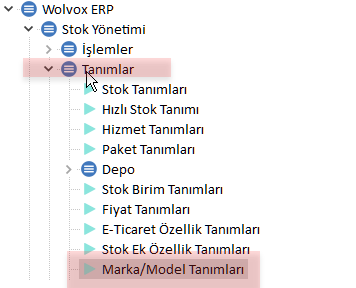 Wolvox ERP
Stok Yönetimi
İşlemler
Tanımlar
Stok Tanımları
Hızlı Stok Tanımı
Hizmet Tanımları
Paket Tanımları
Depo
Stok Birim Tanımları
Fiyat Tanımları
E-Ticaret Özellik Tanımları
Stok Ek Özellik Tanımları
Marka/Model Tanımları